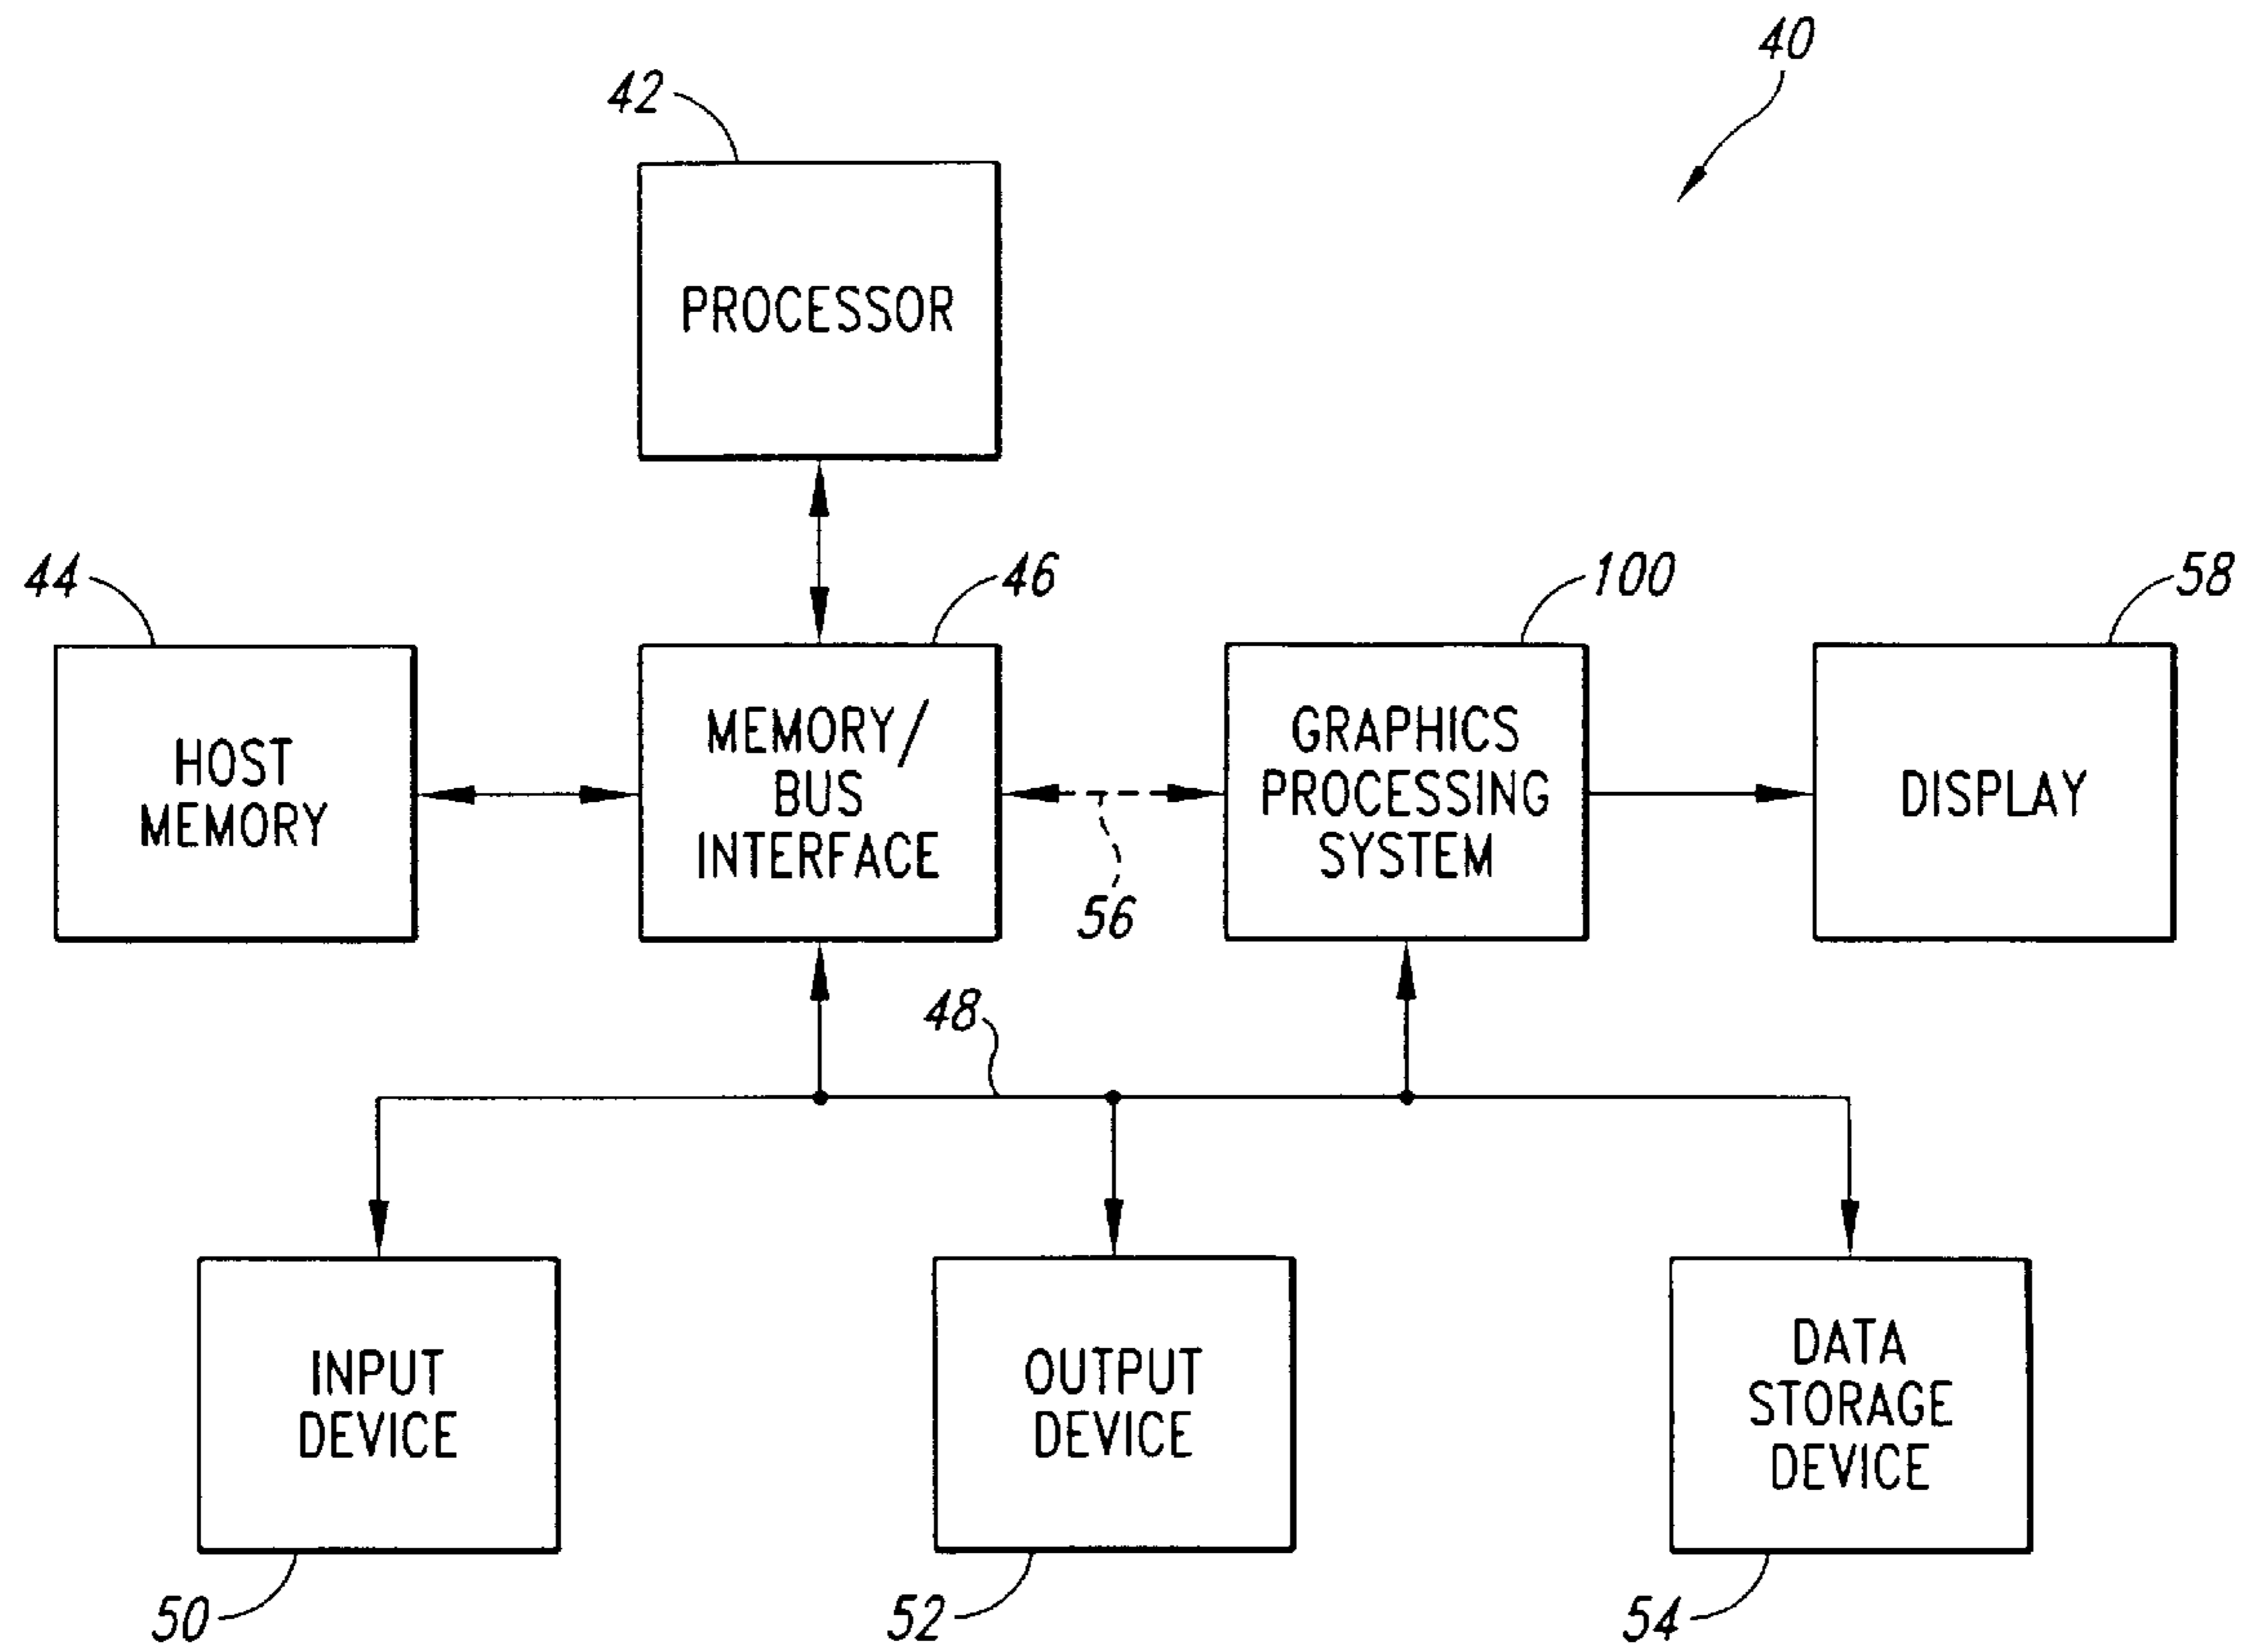 40
42
PROCESSOR
44
46
100
58
HOST
MEMORY
MEMORY/
BUS
INTERFACE
GRAPHICS
PROCESSING
SYSTEM
DISPLAY
56
48
INPUT
DEVICE
OUTPUT
DEVICE
DATA
STORAGE
DEVICE
50
52
54